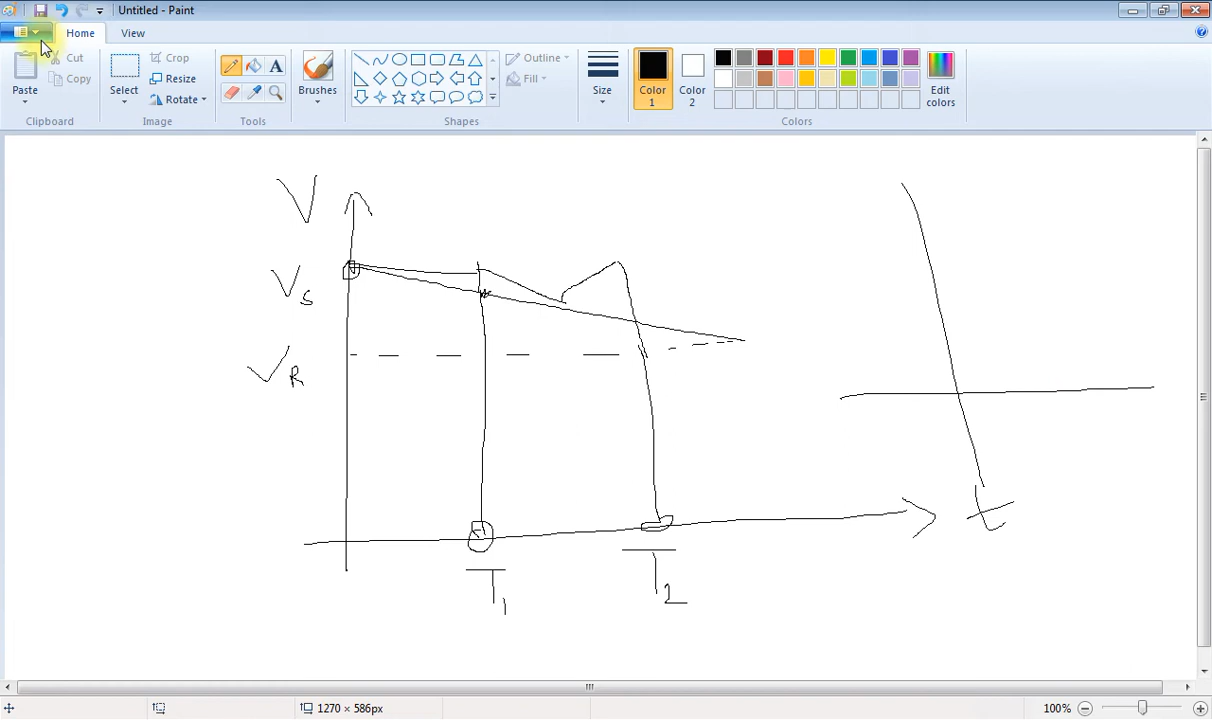 Untitled - Paint
Home View
Cut
Copy
Paste
Clipboard
Crop
Resize
Rotate
Select
Image
Tools
Brushes
Outline
Fill
Shapes
Size
Color 1
Color 2
Edit colors
Colors
V
Vs
VR
T1
T2
t
1270 × 586px
100%